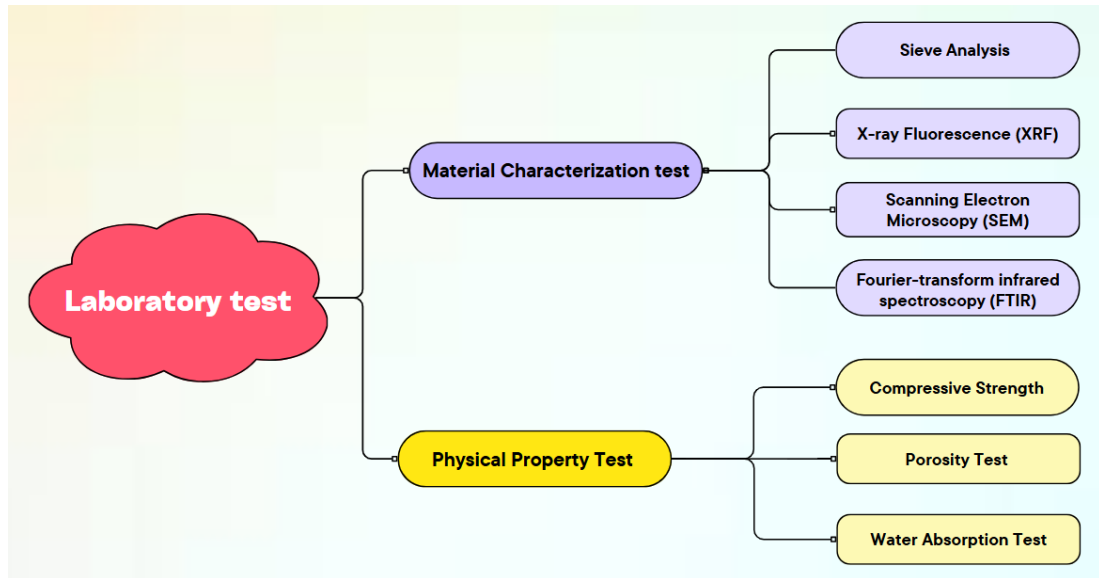 Laboratory test
Material Characterization test
Sieve Analysis
X-ray Fluorescence (XRF)
Scanning Electron
Microscopy (SEM)
Fourier-transform infrared
spectroscopy (FTIR)
Physical Property Test
Compressive Strength
Porosity Test
Water Absorption Test